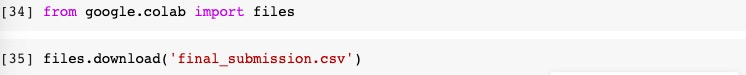 [34] from google.colab import files
[35] files.download('final_submission.csv')